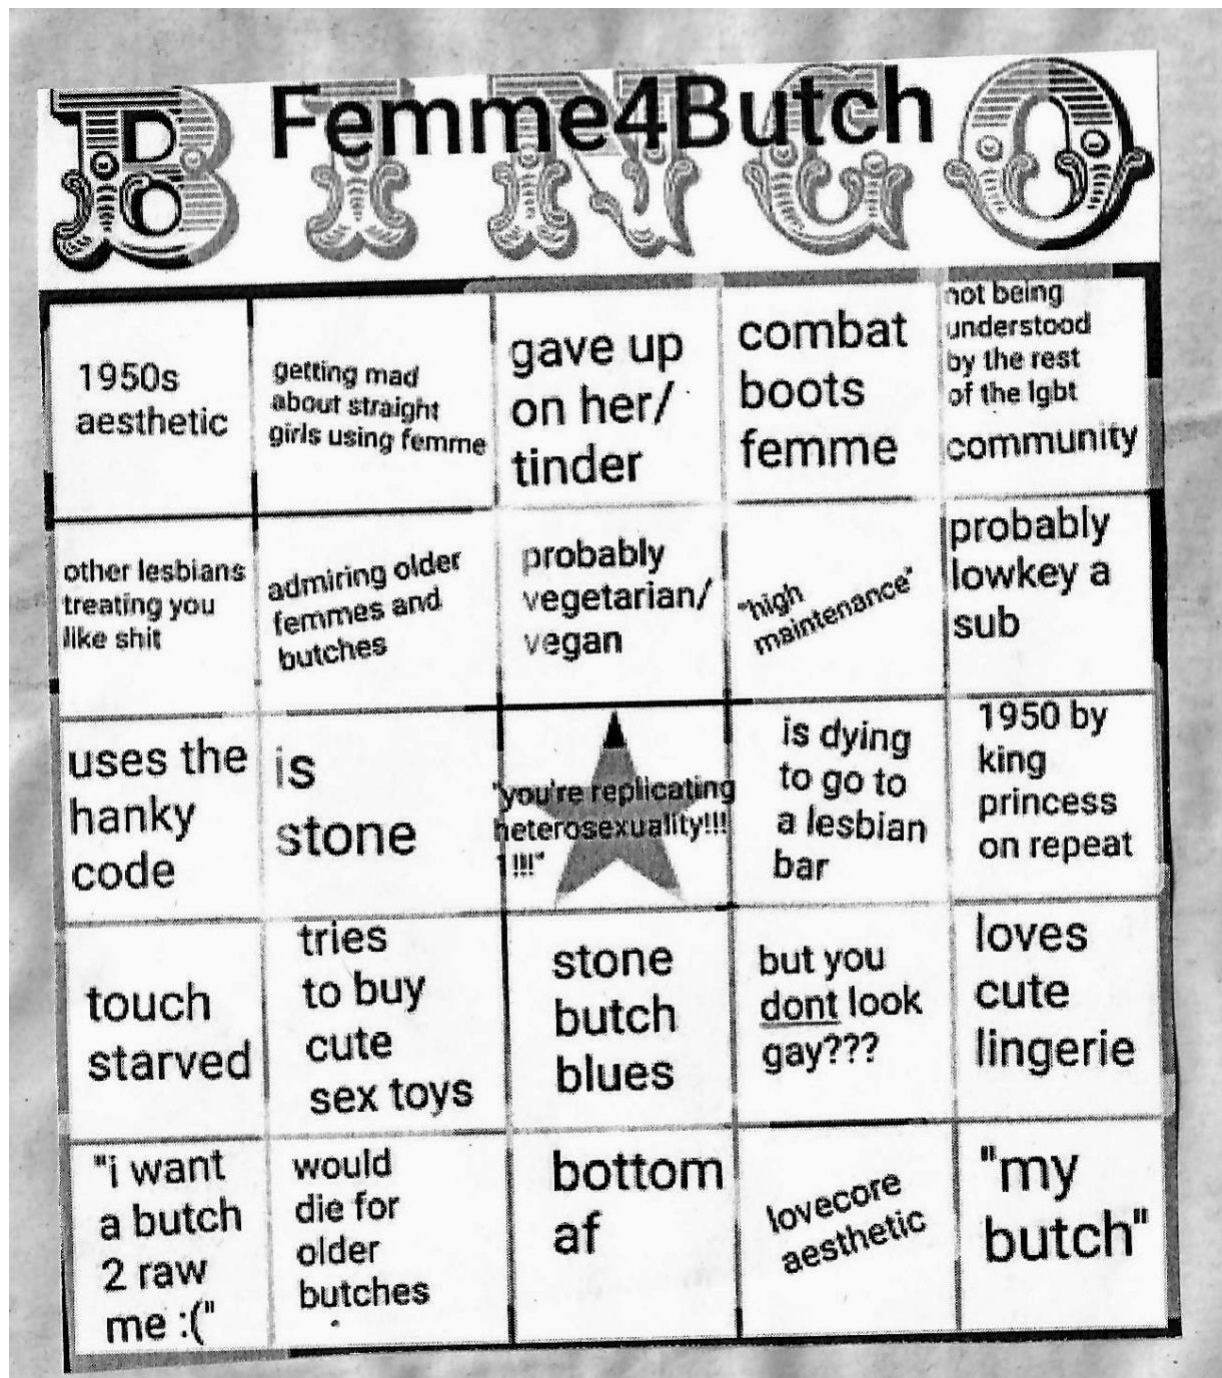 BINGO
Femme4Butch
1950s
aesthetic
getting mad
about straight
girls using femme
gave up
on her/
tinder
combat
boots
femme
not being
understood
by the rest
of the lgbt
community
other lesbians
treating you
like shit
admiring older
femmes and
butches
probably
vegetarian/
vegan
"high
maintenance"
probably
lowkey a
sub
uses the
hanky
code
is
stone
"you're replicating
heterosexuality!!!
1!!!"
is dying
to go to
a lesbian
bar
1950 by
king
princess
on repeat
touch
starved
tries
to buy
cute
sex toys
stone
butch
blues
but you
dont look
gay???
loves
cute
lingerie
"i want
a butch
2 raw
me :("
would
die for
older
butches
bottom
af
lovecore
aesthetic
"my
butch"